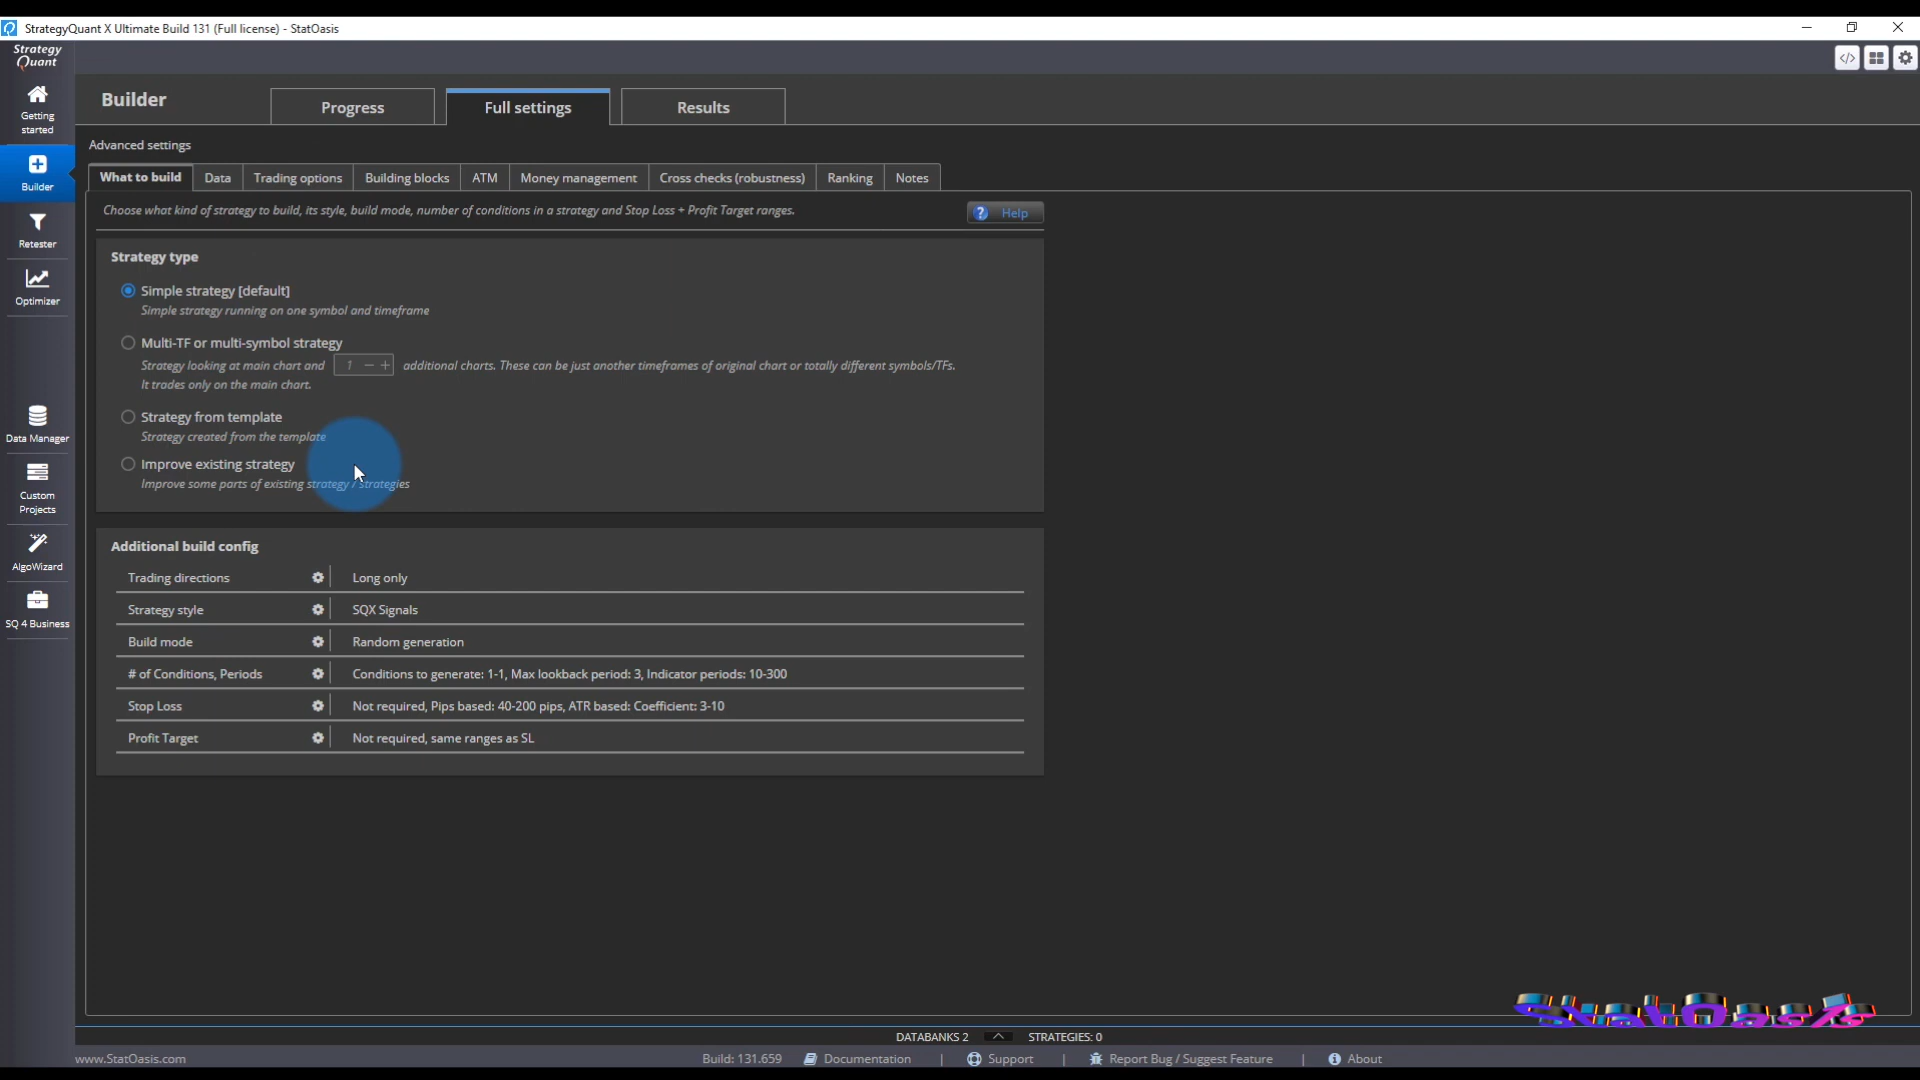 StrategyQuant X Ultimate Build 131 (Full license) - StatOasis
Strategy
Quant
Getting
started
Builder
Retester
Optimizer
Data Manager
Custom
Projects
AlgoWizard
SQ 4 Business
Builder
Progress
Full settings
Results
Advanced settings
What to build
Data
Trading options
Building blocks
ATM
Money management
Cross checks (robustness)
Ranking
Notes
Choose what kind of strategy to build, its style, build mode, number of conditions in a strategy and Stop Loss + Profit Target ranges.
? Help
Strategy type
Simple strategy [default]
Simple strategy running on one symbol and timeframe
Multi-TF or multi-symbol strategy
Strategy looking at main chart and 1 − + additional charts. These can be just another timeframes of original chart or totally different symbols/TFs.
It trades only on the main chart.
Strategy from template
Strategy created from the template
Improve existing strategy
Improve some parts of existing strategy / strategies
Additional build config
Trading directions Long only
Strategy style SQX Signals
Build mode Random generation
# of Conditions, Periods Conditions to generate: 1-1, Max lookback period: 3, Indicator periods: 10-300
Stop Loss Not required, Pips based: 40-200 pips, ATR based: Coefficient: 3-10
Profit Target Not required, same ranges as SL
StatOasis
DATABANKS 2 STRATEGIES: 0
www.StatOasis.com
Build: 131.659 Documentation | Support | Report Bug / Suggest Feature | About